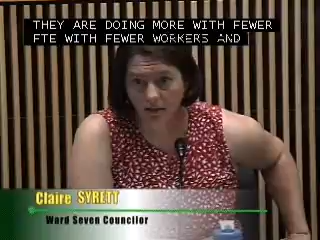 THEY ARE DOING MORE WITH FEWER
FTE WITH FEWER WORKERS AND
Claire SYRETT
Ward Seven Councilor